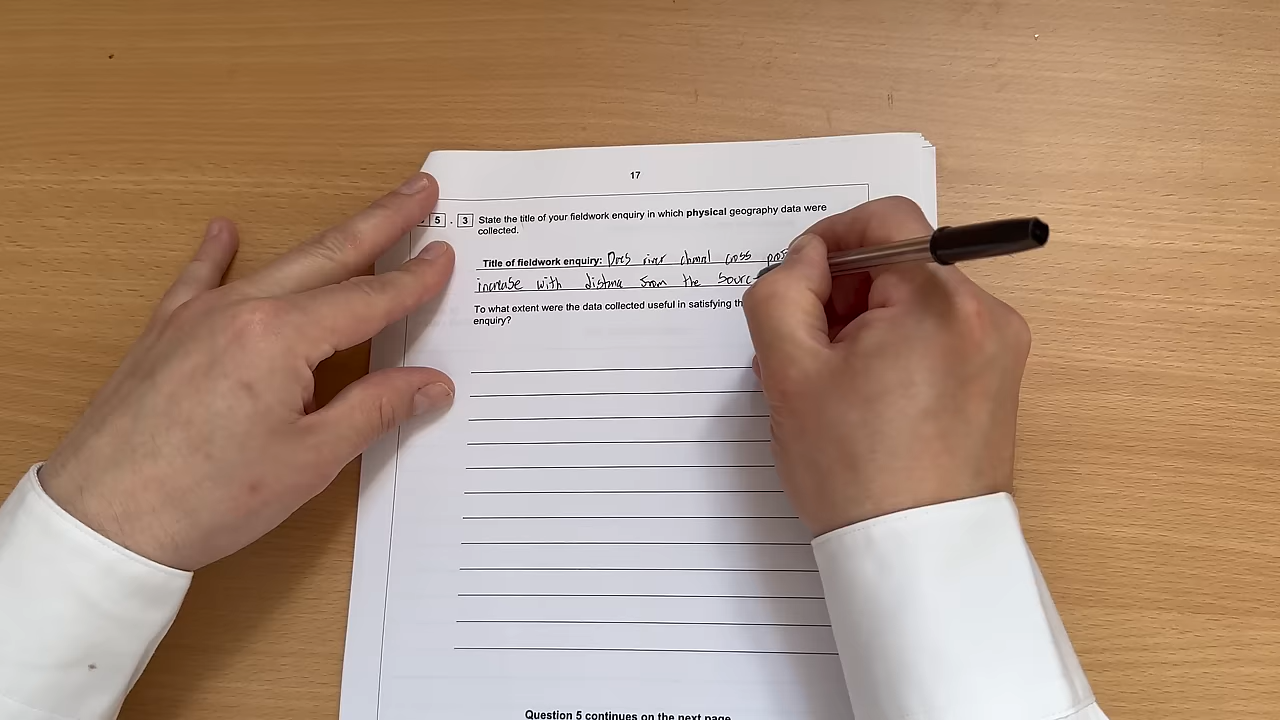 17
5 . 3 State the title of your fieldwork enquiry in which physical geography data were
collected.
Title of fieldwork enquiry: Does river channel cross
increase with distance from the
To what extent were the data collected useful in satisfying
enquiry?
Question 5 continues on the next page